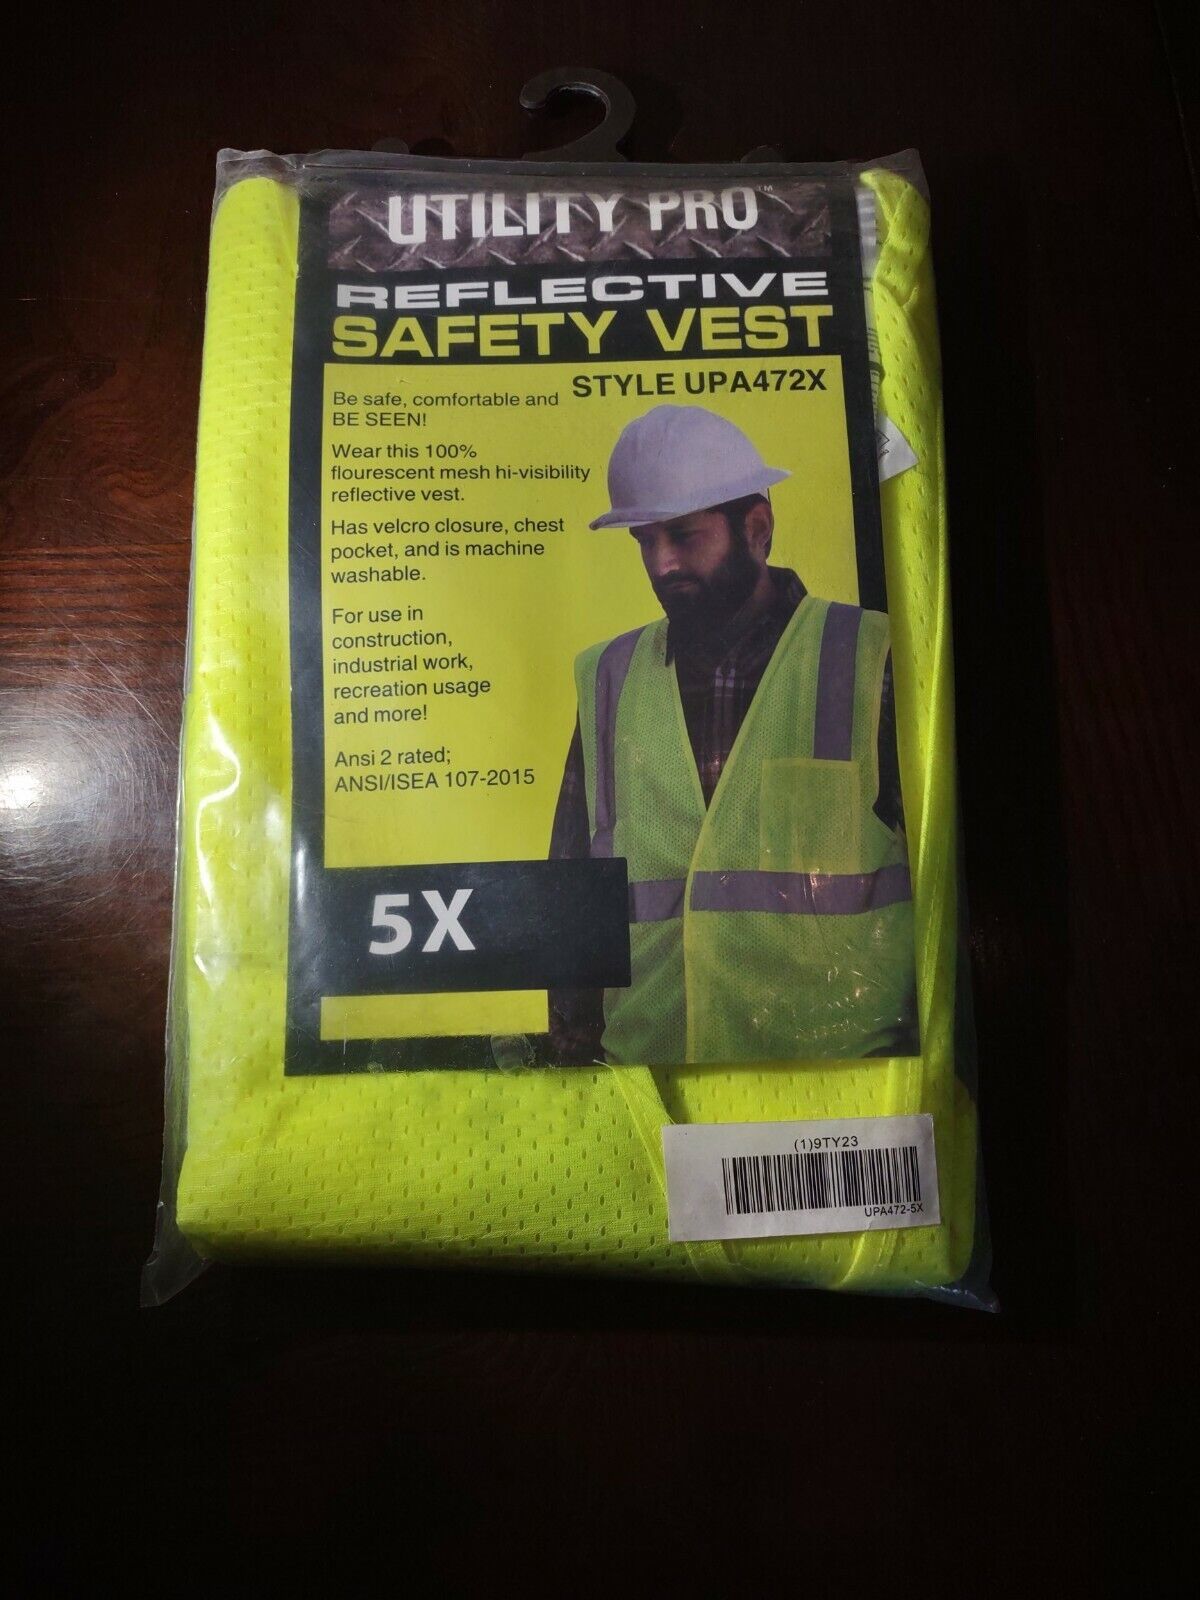 UTILITY PRO™
REFLECTIVE
SAFETY VEST
STYLE UPA472X
Be safe, comfortable and
BE SEEN!
Wear this 100%
flourescent mesh hi-visibility
reflective vest.
Has velcro closure, chest
pocket, and is machine
washable.
For use in
construction,
industrial work,
recreation usage
and more!
Ansi 2 rated;
ANSI/ISEA 107-2015
5X
(1)9TY23
UPA472-5X